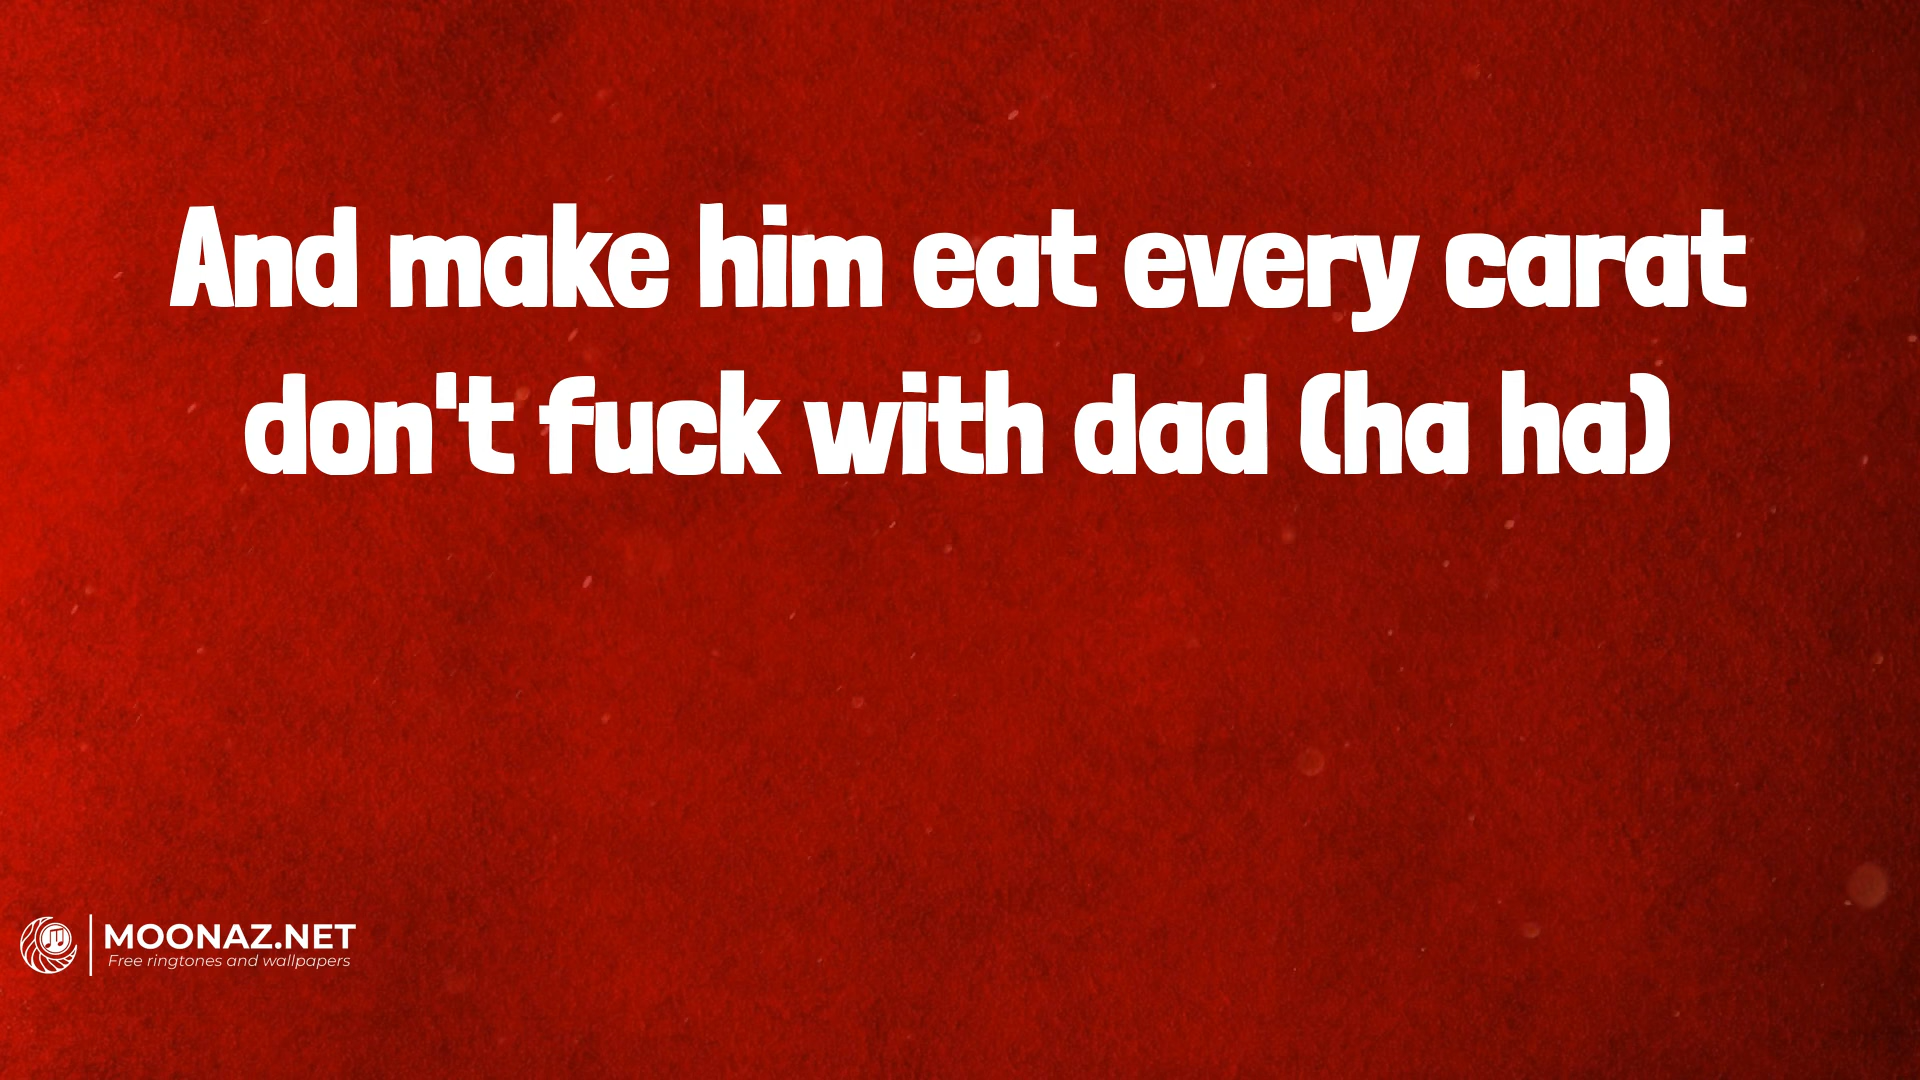 And make him eat every carat
don't fuck with dad (ha ha)
MOONAZ.NET
Free ringtones and wallpapers